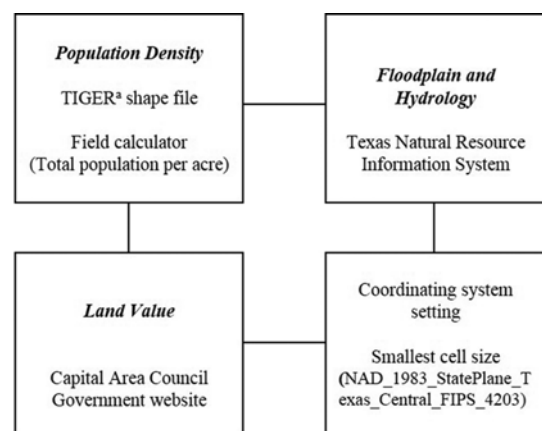 Population Density
TIGERᵃ shape file
Field calculator
(Total population per acre)
Floodplain and
Hydrology
Texas Natural Resource
Information System
Land Value
Capital Area Council
Government website
Coordinating system
setting
Smallest cell size
(NAD_1983_StatePlane_T
exas_Central_FIPS_4203)